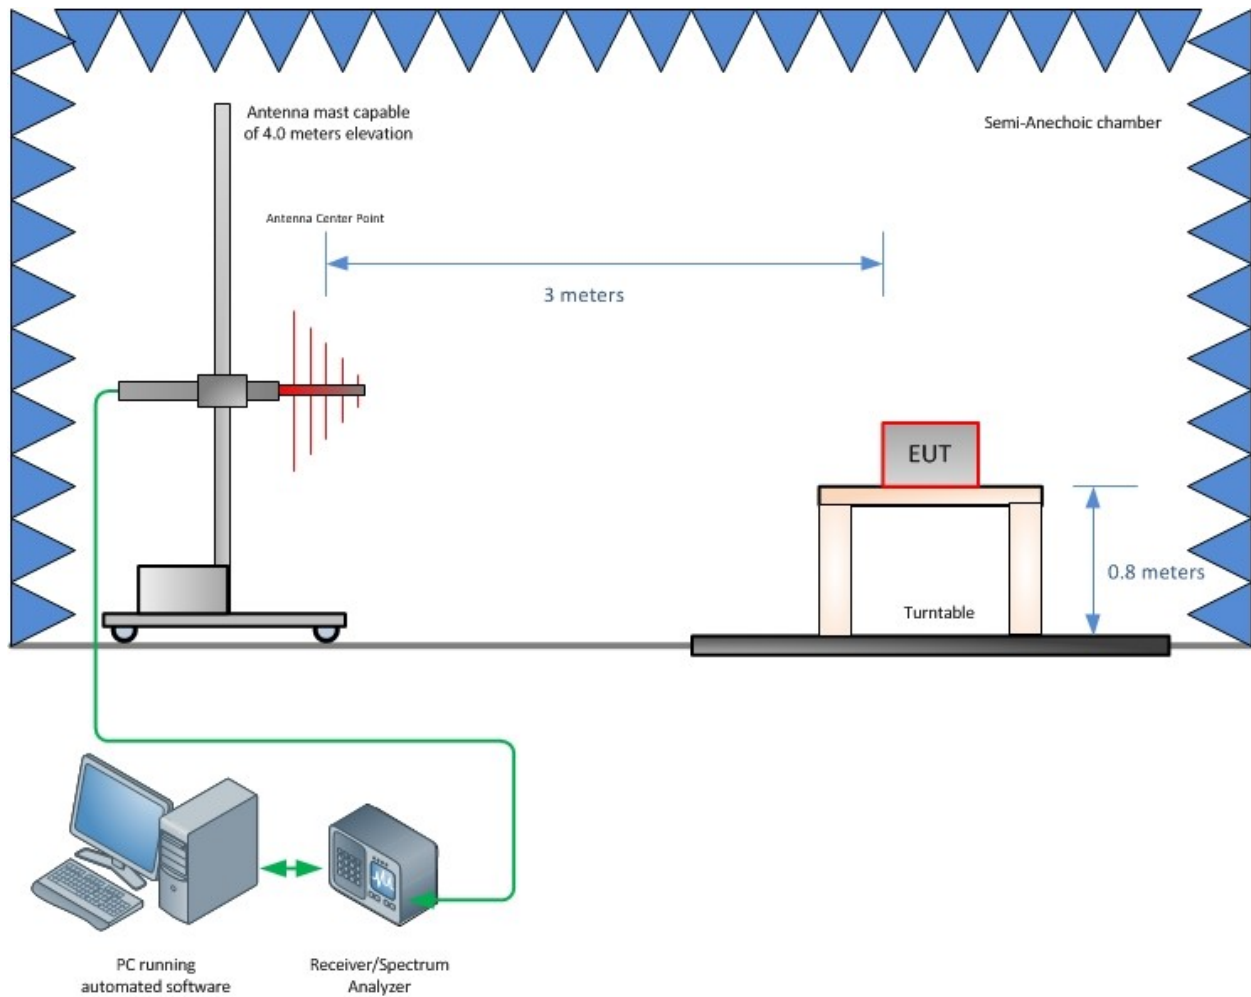 Antenna mast capable
of 4.0 meters elevation
Semi-Anechoic chamber
Antenna Center Point
3 meters
EUT
0.8 meters
Turntable
PC running
automated software
Receiver/Spectrum
Analyzer